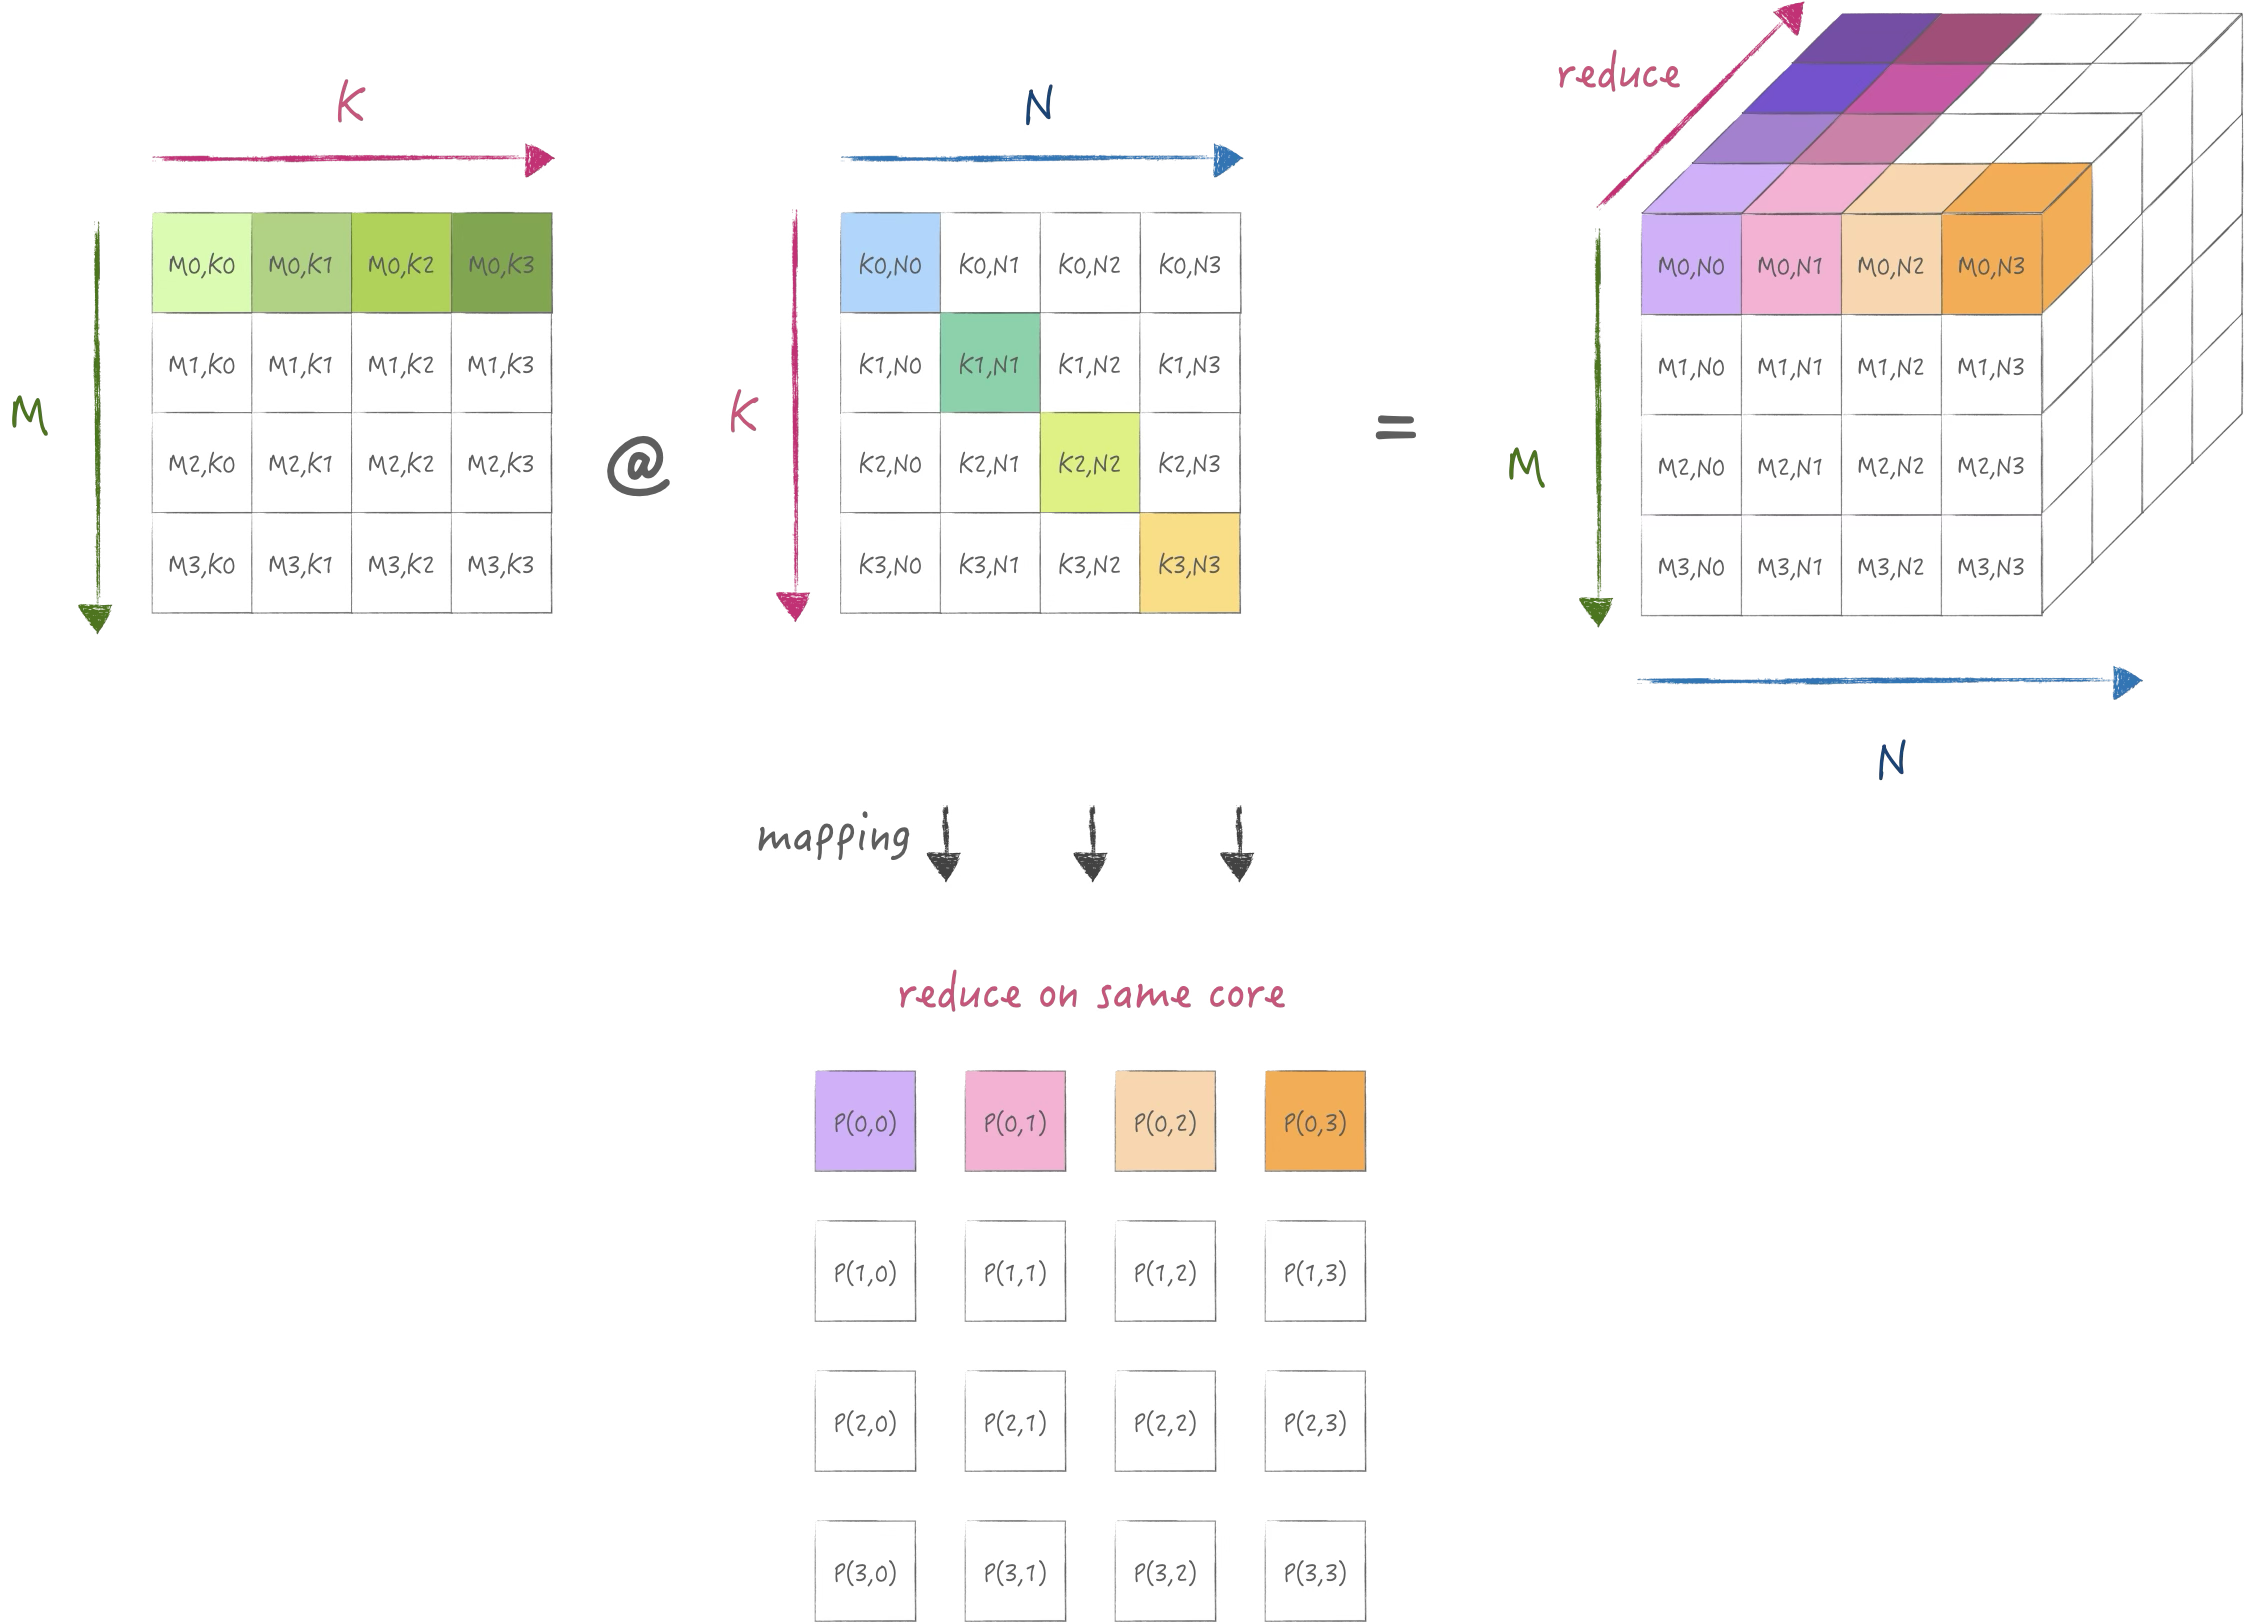 reduce
K
N
M0,K0 M0,K1 M0,K2 M0,K3
M1,K0 M1,K1 M1,K2 M1,K3
M2,K0 M2,K1 M2,K2 M2,K3
M3,K0 M3,K1 M3,K2 M3,K3
M
@
K0,N0 K0,N1 K0,N2 K0,N3
K1,N0 K1,N1 K1,N2 K1,N3
K2,N0 K2,N1 K2,N2 K2,N3
K3,N0 K3,N1 K3,N2 K3,N3
K
=
M0,N0 M0,N1 M0,N2 M0,N3
M1,N0 M1,N1 M1,N2 M1,N3
M2,N0 M2,N1 M2,N2 M2,N3
M3,N0 M3,N1 M3,N2 M3,N3
M
N
mapping
reduce on same core
P(0,0) P(0,1) P(0,2) P(0,3)
P(1,0) P(1,1) P(1,2) P(1,3)
P(2,0) P(2,1) P(2,2) P(2,3)
P(3,0) P(3,1) P(3,2) P(3,3)